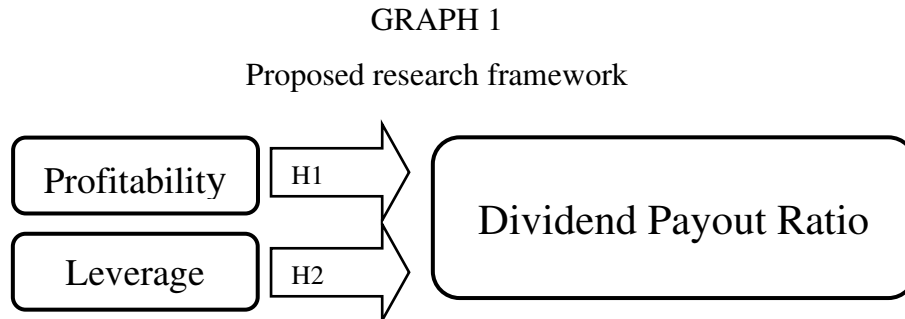 GRAPH 1
Proposed research framework
Profitability
H1
Dividend Payout Ratio
Leverage
H2